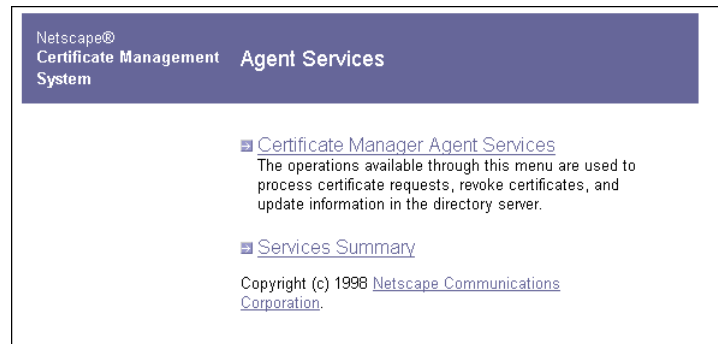 Netscape®
Certificate Management
System
Agent Services
Certificate Manager Agent Services
The operations available through this menu are used to
process certificate requests, revoke certificates, and
update information in the directory server.
Services Summary
Copyright (c) 1998 Netscape Communications
Corporation.